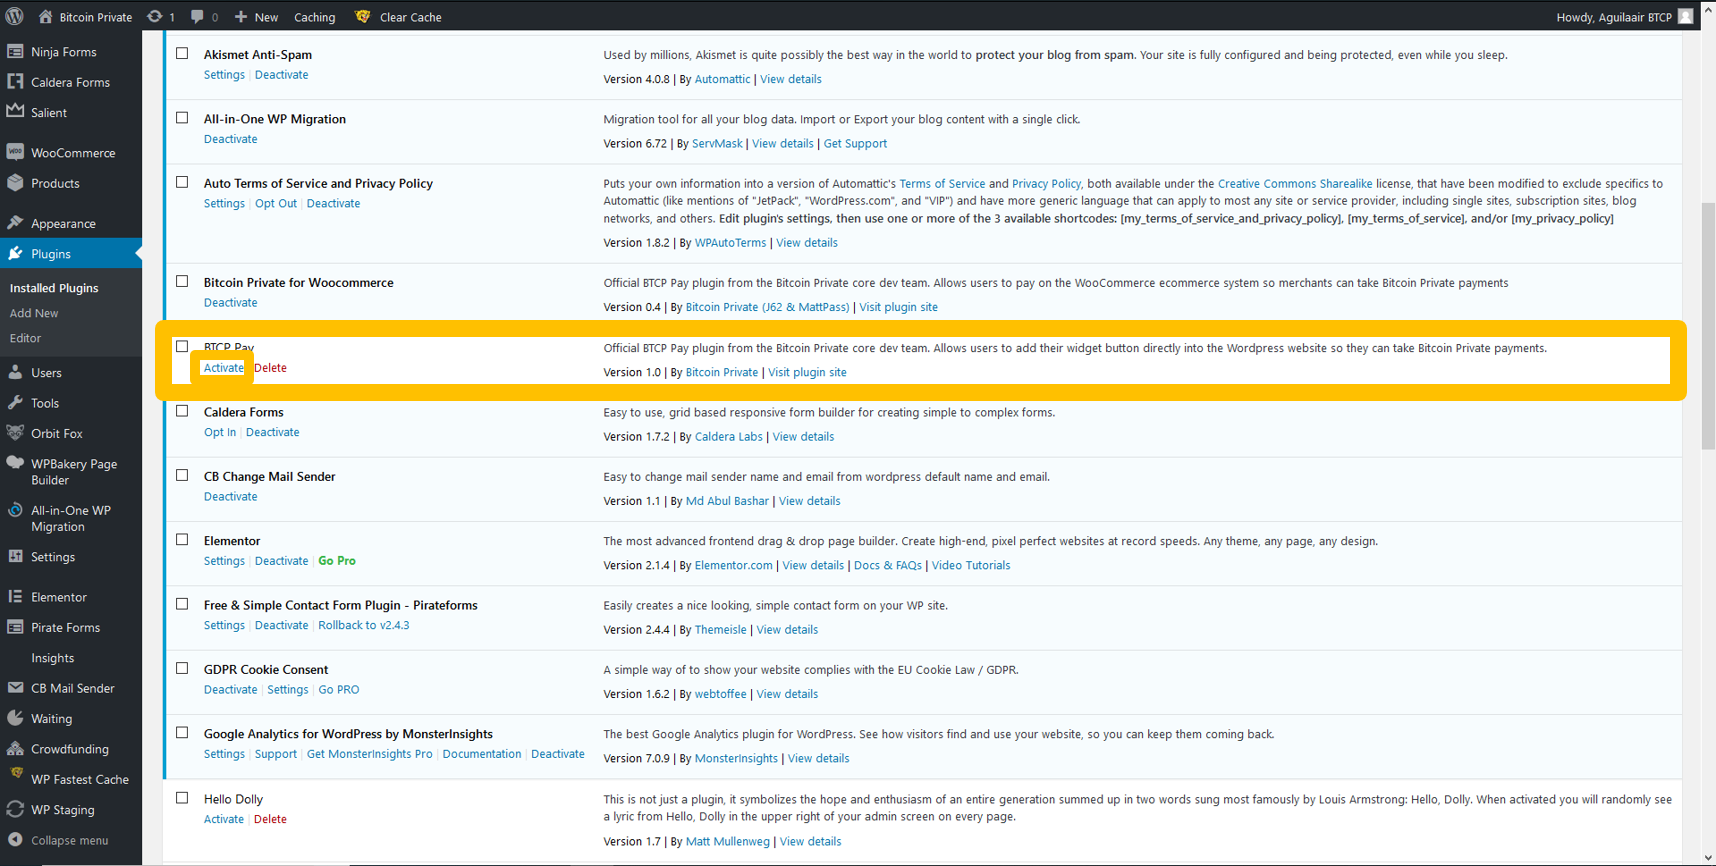 Bitcoin Private 1 0 New Caching Clear Cache Howdy, Aguilaair BTCP
Ninja Forms
Caldera Forms
Salient
WooCommerce
Products
Appearance
Plugins
Installed Plugins
Add New
Editor
Users
Tools
Orbit Fox
WPBakery Page
Builder
All-in-One WP
Migration
Settings
Elementor
Pirate Forms
Insights
CB Mail Sender
Waiting
Crowdfunding
WP Fastest Cache
WP Staging
Collapse menu
Akismet Anti-Spam
Settings | Deactivate
Used by millions, Akismet is quite possibly the best way in the world to protect your blog from spam. Your site is fully configured and being protected, even while you sleep.
Version 4.0.8 | By Automattic | View details
All-in-One WP Migration
Deactivate
Migration tool for all your blog data. Import or Export your blog content with a single click.
Version 6.72 | By ServMask | View details | Get Support
Auto Terms of Service and Privacy Policy
Settings | Opt Out | Deactivate
Puts your own information into a version of Automattic's Terms of Service and Privacy Policy, both available under the Creative Commons Sharealike license, that have been modified to exclude specifics to
Automattic (like mentions of "JetPack", "WordPress.com", and "VIP") and have more generic language that can apply to most any site or service provider, including single sites, subscription sites, blog
networks, and others. Edit plugin's settings, then use one or more of the 3 available shortcodes: [my_terms_of_service_and_privacy_policy], [my_terms_of_service], and/or [my_privacy_policy]
Version 1.8.2 | By WPAutoTerms | View details
Bitcoin Private for Woocommerce
Deactivate
Official BTCP Pay plugin from the Bitcoin Private core dev team. Allows users to pay on the WooCommerce ecommerce system so merchants can take Bitcoin Private payments
Version 0.4 | By Bitcoin Private (J62 & MattPass) | Visit plugin site
BTCP Pay
Activate Delete
Official BTCP Pay plugin from the Bitcoin Private core dev team. Allows users to add their widget button directly into the Wordpress website so they can take Bitcoin Private payments.
Version 1.0 | By Bitcoin Private | Visit plugin site
Caldera Forms
Opt In | Deactivate
Easy to use, grid based responsive form builder for creating simple to complex forms.
Version 1.7.2 | By Caldera Labs | View details
CB Change Mail Sender
Deactivate
Easy to change mail sender name and email from wordpress default name and email.
Version 1.1 | By Md Abul Bashar | View details
Elementor
Settings | Deactivate | Go Pro
The most advanced frontend drag & drop page builder. Create high-end, pixel perfect websites at record speeds. Any theme, any page, any design.
Version 2.1.4 | By Elementor.com | View details | Docs & FAQs | Video Tutorials
Free & Simple Contact Form Plugin - Pirateforms
Settings | Deactivate | Rollback to v2.4.3
Easily creates a nice looking, simple contact form on your WP site.
Version 2.4.4 | By Themeisle | View details
GDPR Cookie Consent
Deactivate | Settings | Go PRO
A simple way of to show your website complies with the EU Cookie Law / GDPR.
Version 1.6.2 | By webtoffee | View details
Google Analytics for WordPress by MonsterInsights
Settings | Support | Get MonsterInsights Pro | Documentation | Deactivate
The best Google Analytics plugin for WordPress. See how visitors find and use your website, so you can keep them coming back.
Version 7.0.9 | By MonsterInsights | View details
Hello Dolly
Activate | Delete
This is not just a plugin, it symbolizes the hope and enthusiasm of an entire generation summed up in two words sung most famously by Louis Armstrong: Hello, Dolly. When activated you will randomly see
a lyric from Hello, Dolly in the upper right of your admin screen on every page.
Version 1.7 | By Matt Mullenweg | View details